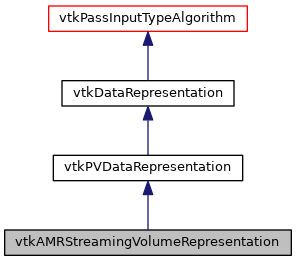 vtkPassInputTypeAlgorithm
vtkDataRepresentation
vtkPVDataRepresentation
vtkAMRStreamingVolumeRepresentation